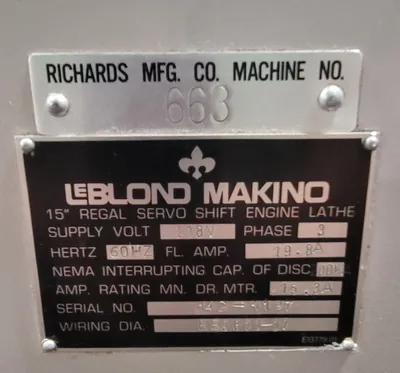 RICHARDS MFG. CO. MACHINE NO.
663
LEBLOND MAKINO
15" REGAL SERVO SHIFT ENGINE LATHE
SUPPLY VOLT PHASE 3
HERTZ 60HZ FL. AMP. 19.8A
NEMA INTERRUPTING CAP. OF DISC.
AMP. RATING MN. DR. MTR.
SERIAL NO.
WIRING DIA.